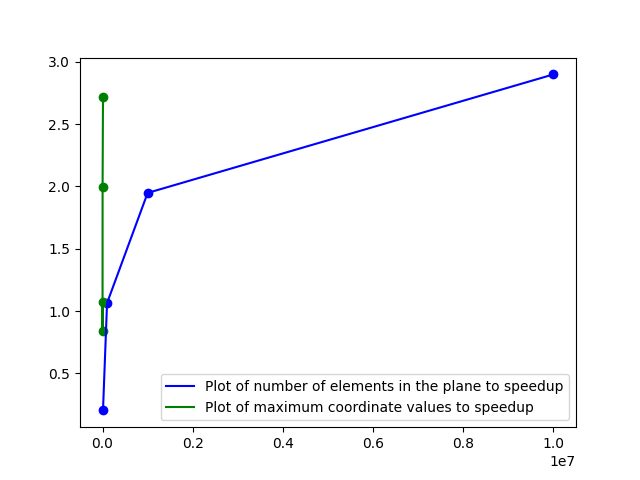 3.0
2.5
2.0
1.5
1.0
0.5
Plot of number of elements in the plane to speedup
Plot of maximum coordinate values to speedup
0.0 0.2 0.4 0.6 0.8 1.0
1e7